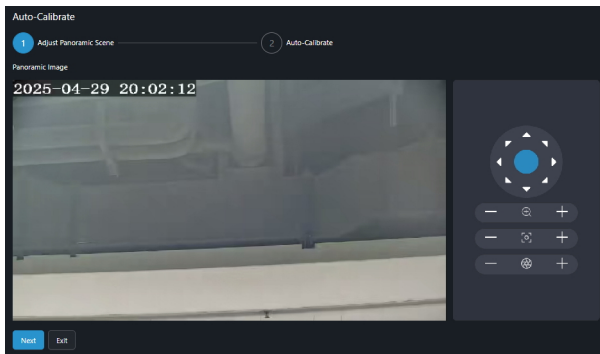 Auto-Calibrate
1 Adjust Panoramic Scene
2 Auto-Calibrate
Panoramic Image
2025-04-29 20:02:12
Next
Exit